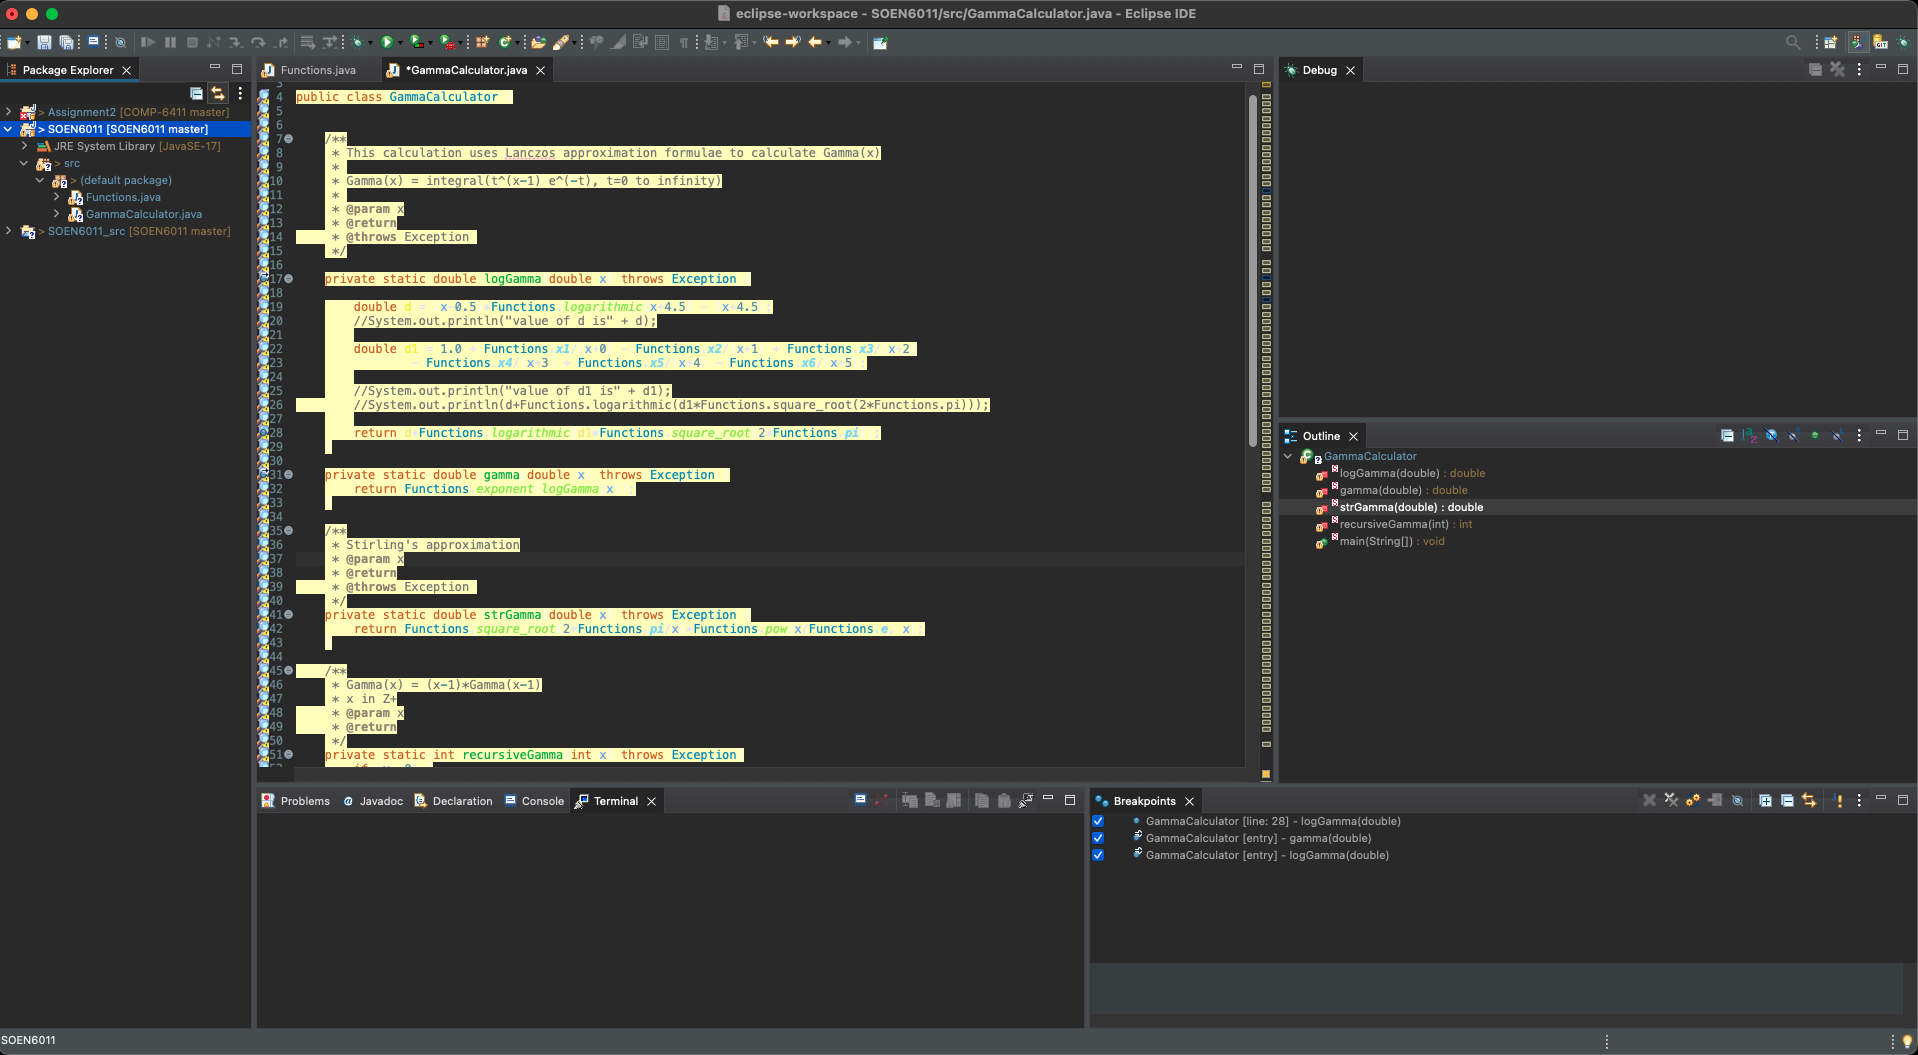 eclipse-workspace - SOEN6011/src/GammaCalculator.java - Eclipse IDE
Package Explorer
> Assignment2 [COMP-6411 master]
> SOEN6011 [SOEN6011 master]
JRE System Library [JavaSE-17]
> src
> (default package)
Functions.java
GammaCalculator.java
> SOEN6011_src [SOEN6011 master]
Functions.java
*GammaCalculator.java
3
4 public class GammaCalculator
5
6
7 /**
8 * This calculation uses Lanczos approximation formulae to calculate Gamma(x)
9 *
10 * Gamma(x) = integral(t^(x-1) e^(-t), t=0 to infinity)
11 *
12 * @param x
13 * @return
14 * @throws Exception
15 */
16
17 private static double logGamma double x throws Exception
18
19 double d = x 0.5 Functions logarithmic x 4.5 - x 4.5
20 //System.out.println("value of d is" + d);
21
22 double d1 = 1.0 + Functions x1/ x+0 - Functions x2/ x+1 + Functions x3/ x+2
23 - Functions x4/ x+3 + Functions x5/ x+4 - Functions x6/ x+5
24
25 //System.out.println("value of d1 is" + d1);
26 //System.out.println(d+Functions.logarithmic(d1*Functions.square_root(2*Functions.pi)));
27
28 return d+Functions logarithmic d1*Functions square_root 2*Functions pi
29
30
31 private static double gamma double x throws Exception
32 return Functions exponent logGamma x
33
34
35 /**
36 * Stirling's approximation
37 * @param x
38 * @return
39 * @throws Exception
40 */
41 private static double strGamma double x throws Exception
42 return Functions square_root 2*Functions pi/x *Functions pow x/Functions e x
43
44
45 /**
46 * Gamma(x) = (x-1)*Gamma(x-1)
47 * x in Z+
48 * @param x
49 * @return
50 */
51 private static int recursiveGamma int x throws Exception
Debug
Outline
GammaCalculator
logGamma(double) : double
gamma(double) : double
strGamma(double) : double
recursiveGamma(int) : int
main(String[]) : void
Problems
Javadoc
Declaration
Console
Terminal
Breakpoints
GammaCalculator [line: 28] - logGamma(double)
GammaCalculator [entry] - gamma(double)
GammaCalculator [entry] - logGamma(double)
SOEN6011